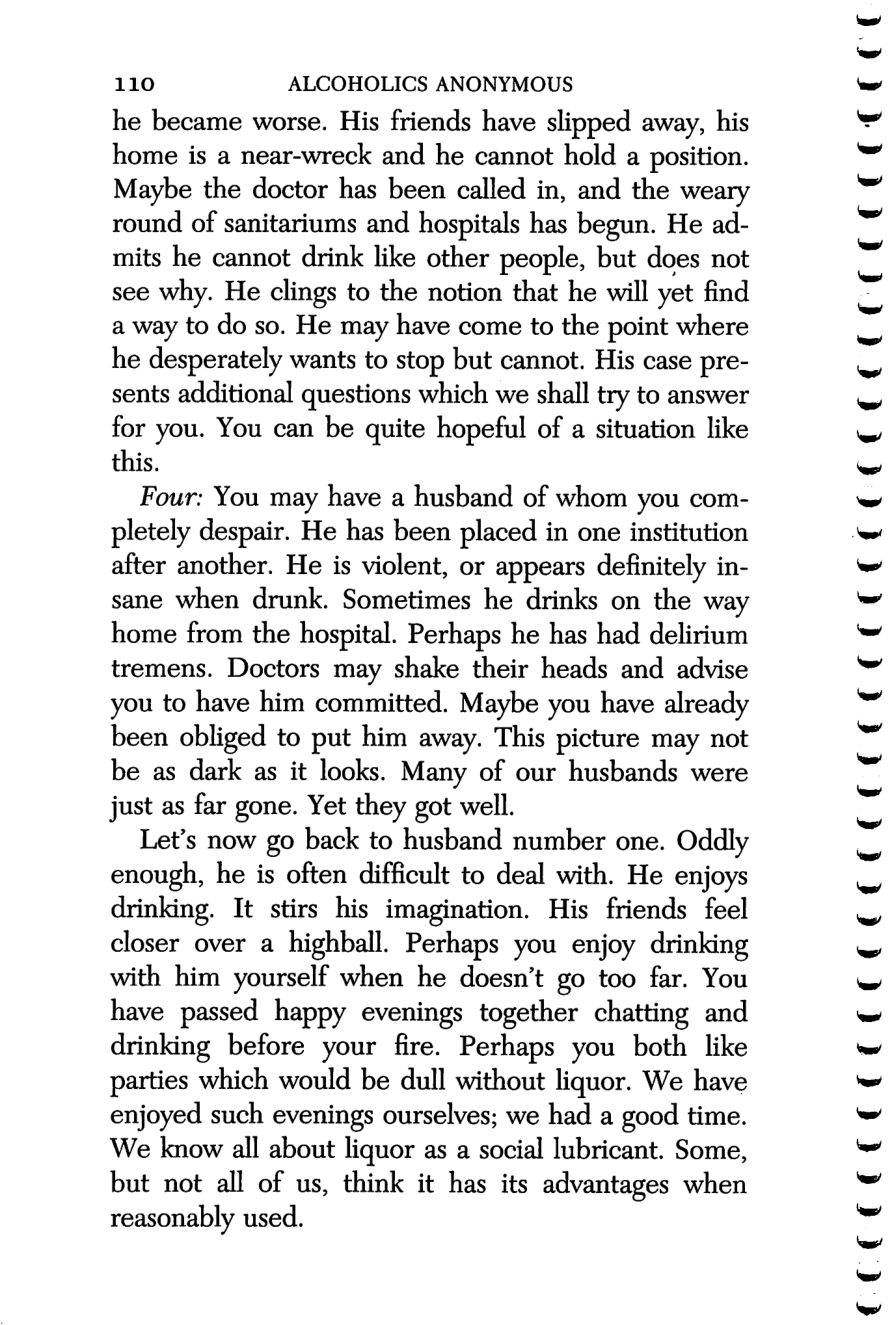 110 ALCOHOLICS ANONYMOUS
he became worse. His friends have slipped away, his
home is a near-wreck and he cannot hold a position.
Maybe the doctor has been called in, and the weary
round of sanitariums and hospitals has begun. He ad-
mits he cannot drink like other people, but does not
see why. He clings to the notion that he will yet find
a way to do so. He may have come to the point where
he desperately wants to stop but cannot. His case pre-
sents additional questions which we shall try to answer
for you. You can be quite hopeful of a situation like
this.
Four: You may have a husband of whom you com-
pletely despair. He has been placed in one institution
after another. He is violent, or appears definitely in-
sane when drunk. Sometimes he drinks on the way
home from the hospital. Perhaps he has had delirium
tremens. Doctors may shake their heads and advise
you to have him committed. Maybe you have already
been obliged to put him away. This picture may not
be as dark as it looks. Many of our husbands were
just as far gone. Yet they got well.
Let's now go back to husband number one. Oddly
enough, he is often difficult to deal with. He enjoys
drinking. It stirs his imagination. His friends feel
closer over a highball. Perhaps you enjoy drinking
with him yourself when he doesn't go too far. You
have passed happy evenings together chatting and
drinking before your fire. Perhaps you both like
parties which would be dull without liquor. We have
enjoyed such evenings ourselves; we had a good time.
We know all about liquor as a social lubricant. Some,
but not all of us, think it has its advantages when
reasonably used.